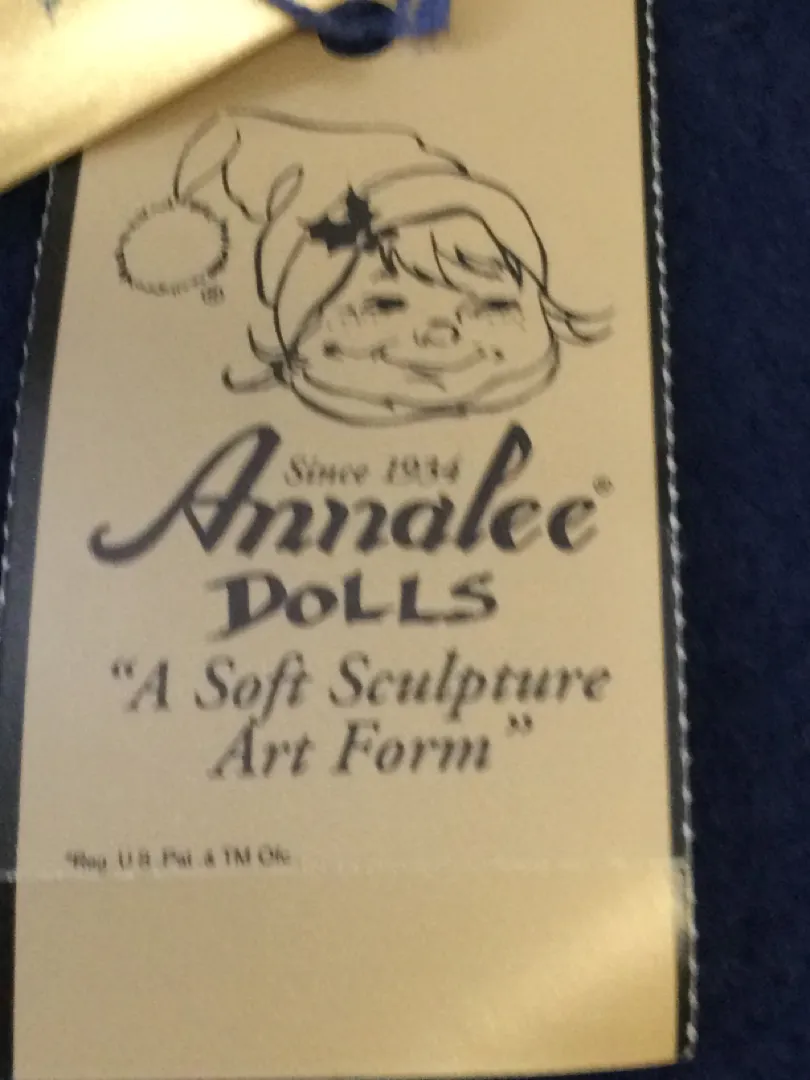 ®
Since 1934
Annalee®
DOLLS
“A Soft Sculpture
Art Form”
*Reg. U.S. Pat. & TM Ofc.